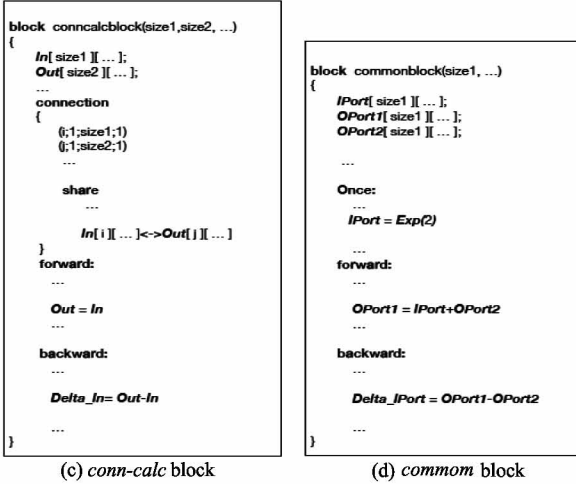 block conncalcblock(size1,size2, ...)
{
In[ size1 ][ ... ];
Out[ size2 ][ ... ];
...
connection
{
(i;1;size1;1)
(j;1;size2;1)
...
share
...
In[ i ][ ... ]<->Out[ j ][ ... ]
}
forward:
...
Out = In
...
backward:
...
Delta_In= Out-In
...
}
(c) conn-calc block
block commonblock(size1, ...)
{
IPort[ size1 ][ ... ];
OPort1[ size1 ][ ... ];
OPort2[ size1 ][ ... ];
...
Once:
...
IPort = Exp(2)
...
forward:
...
OPort1 = IPort+OPort2
...
backward:
...
Delta_IPort = OPort1-OPort2
...
}
(d) commom block